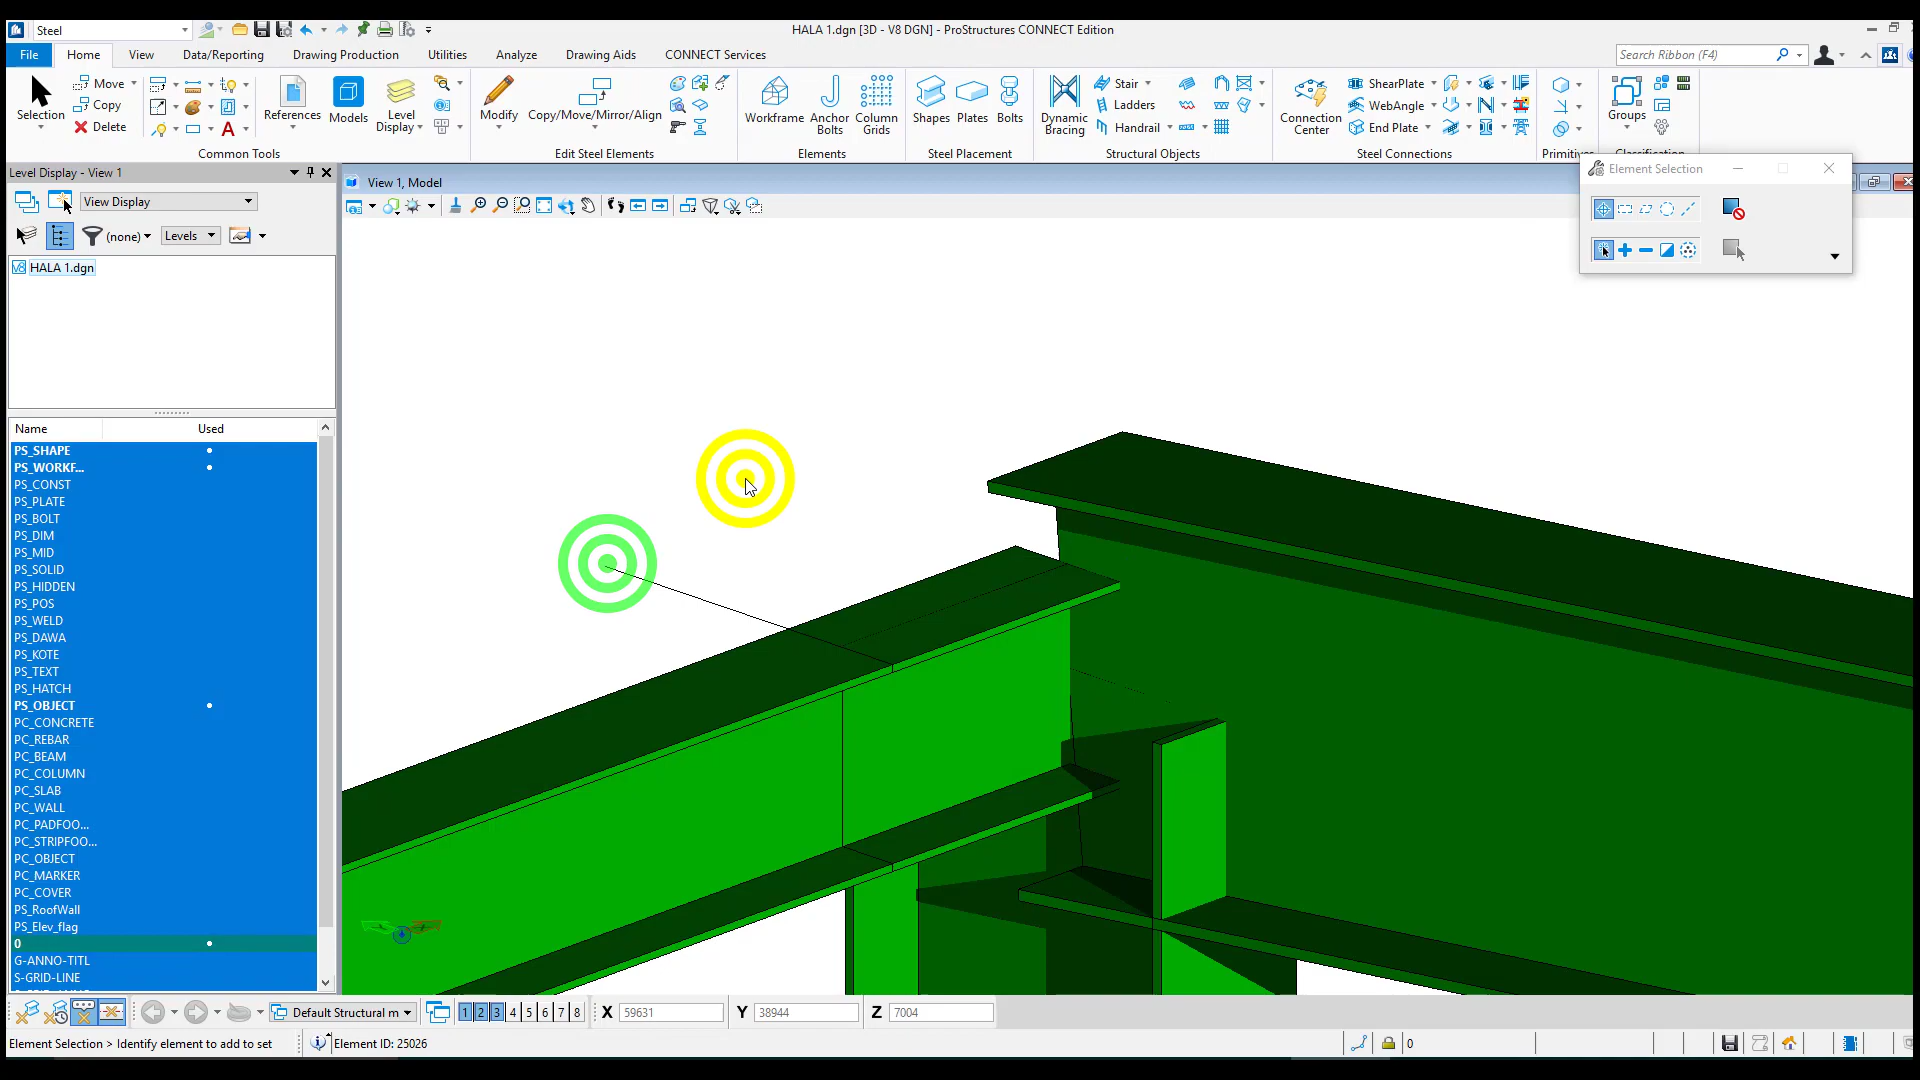 Steel
HALA 1.dgn [3D - V8 DGN] - ProStructures CONNECT Edition
File Home View Data/Reporting Drawing Production Utilities Analyze Drawing Aids CONNECT Services
Search Ribbon (F4)
Selection
Move
Copy
Delete
Common Tools
References
Models
Level
Display
Modify
Copy/Move/Mirror/Align
Edit Steel Elements
Workframe
Anchor
Bolts
Column
Grids
Elements
Shapes
Plates
Bolts
Steel Placement
Dynamic
Bracing
Stair
Ladders
Handrail
Structural Objects
Connection
Center
ShearPlate
WebAngle
End Plate
Steel Connections
Primitives
Groups
Classification
Element Selection
Level Display - View 1
View Display
(none)
Levels
HALA 1.dgn
View 1, Model
Name Used
PS_SHAPE
PS_WORKF...
PS_CONST
PS_PLATE
PS_BOLT
PS_DIM
PS_MID
PS_SOLID
PS_HIDDEN
PS_POS
PS_WELD
PS_DAWA
PS_KOTE
PS_TEXT
PS_HATCH
PS_OBJECT
PC_CONCRETE
PC_REBAR
PC_BEAM
PC_COLUMN
PC_SLAB
PC_WALL
PC_PADFOO...
PC_STRIPFOO...
PC_OBJECT
PC_MARKER
PC_COVER
PS_RoofWall
PS_Elev_flag
0
G-ANNO-TITL
S-GRID-LINE
Default Structural m
1 2 3 4 5 6 7 8
X 59631 Y 38944 Z 7004
Element Selection > Identify element to add to set
Element ID: 25026
0